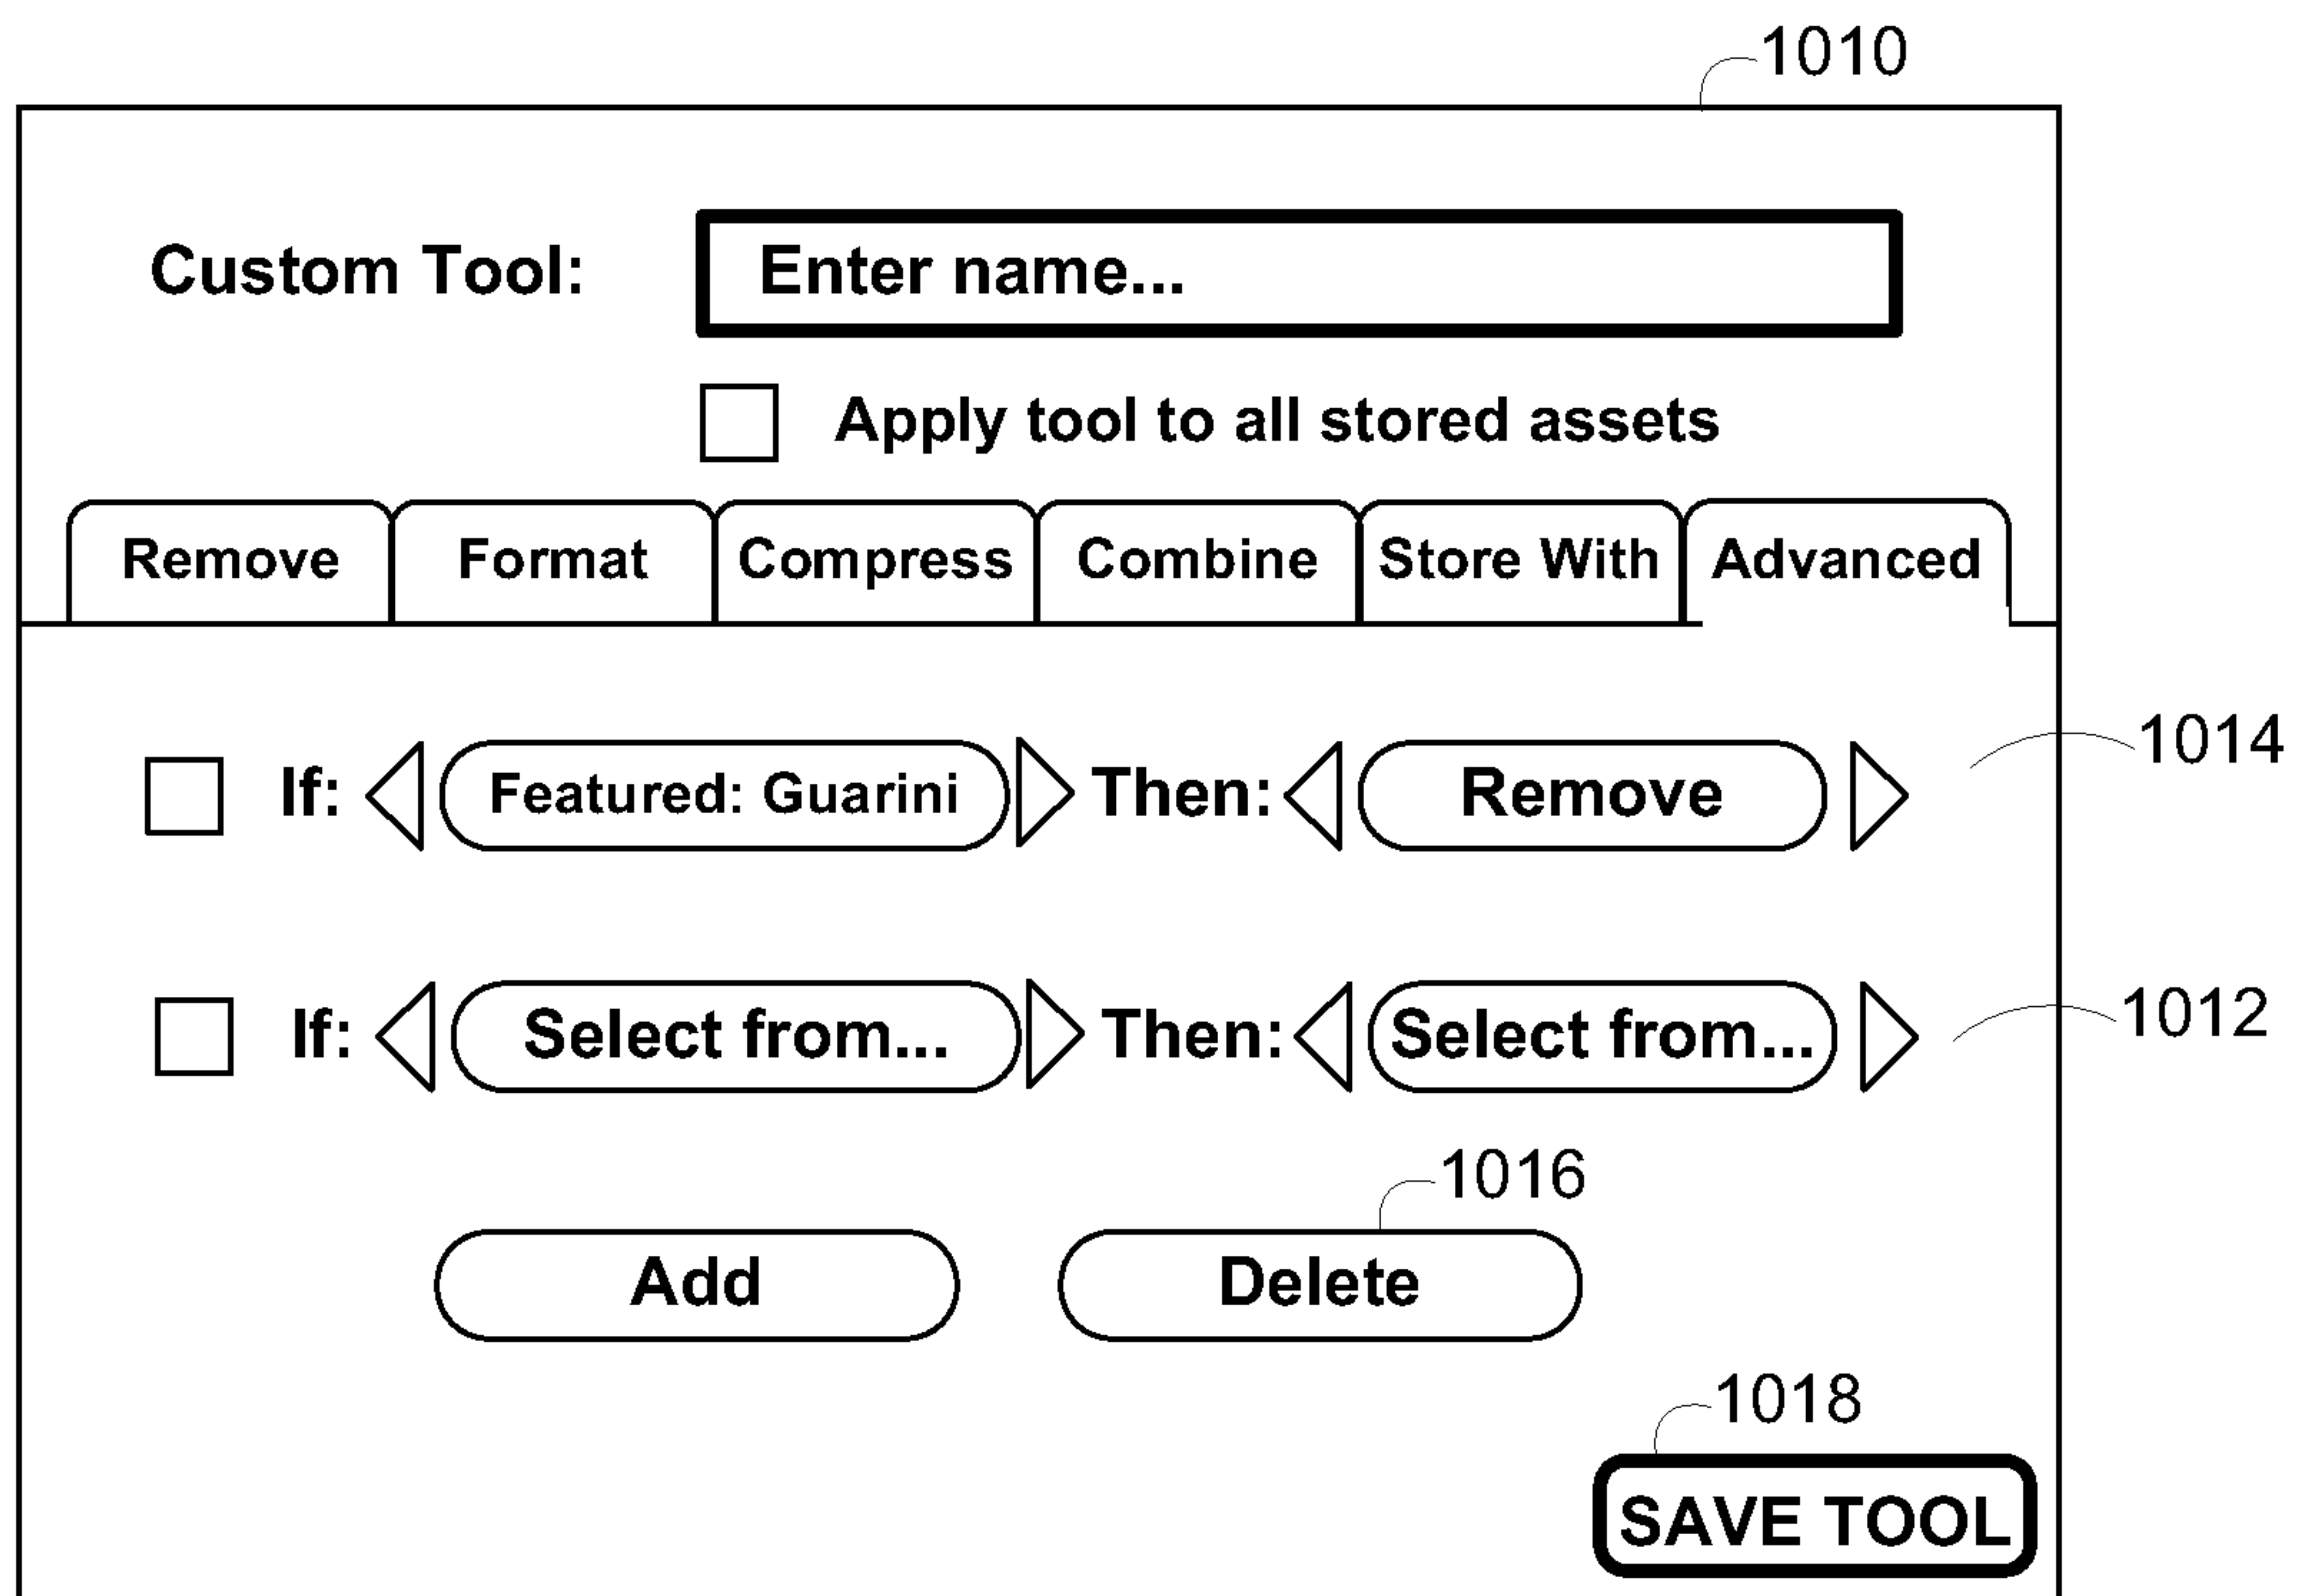 1010
Custom Tool: Enter name...
Apply tool to all stored assets
Remove Format Compress Combine Store With Advanced
1014
If: Featured: Guarini Then: Remove
1012
If: Select from... Then: Select from...
1016
Add Delete
1018
SAVE TOOL